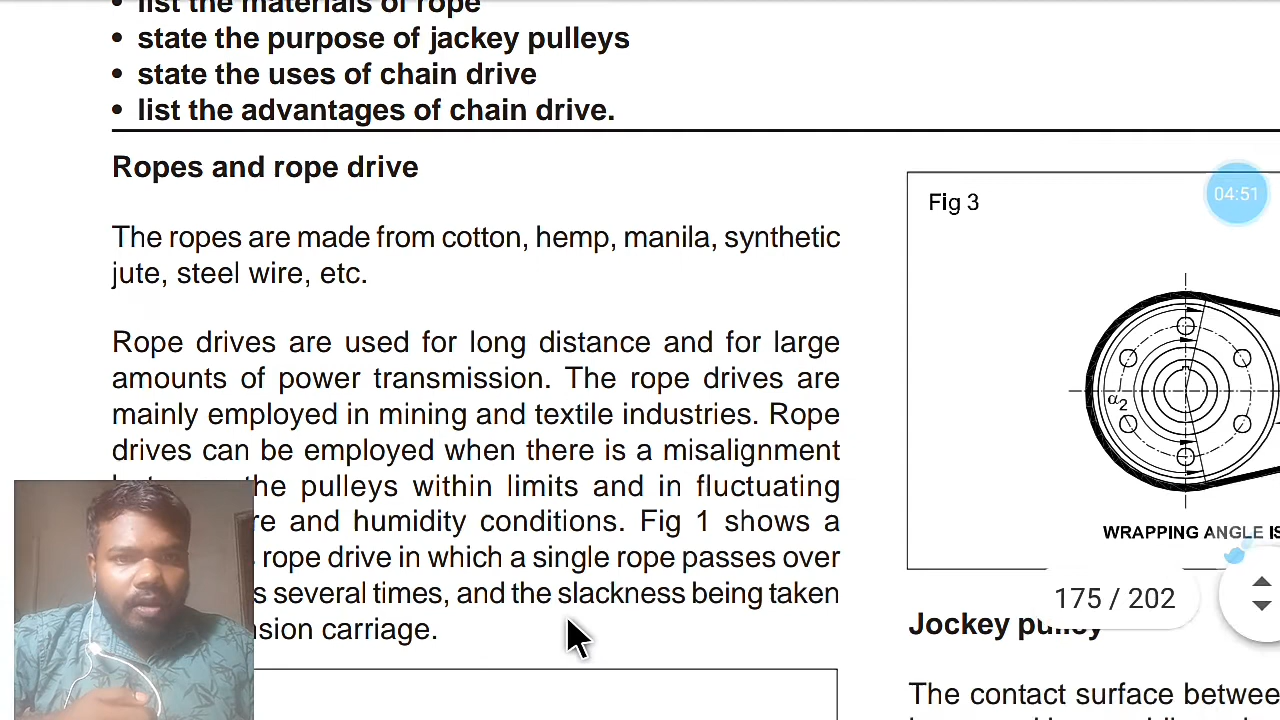 • list the materials of rope
• state the purpose of jackey pulleys
• state the uses of chain drive
• list the advantages of chain drive.
Ropes and rope drive
The ropes are made from cotton, hemp, manila, synthetic
jute, steel wire, etc.
Rope drives are used for long distance and for large
amounts of power transmission. The rope drives are
mainly employed in mining and textile industries. Rope
drives can be employed when there is a misalignment
the pulleys within limits and in fluctuating
re and humidity conditions. Fig 1 shows a
rope drive in which a single rope passes over
s several times, and the slackness being taken
nsion carriage.
Fig 3
04:51
α2
WRAPPING ANGLE IS
175 / 202
Jockey pulley
The contact surface between